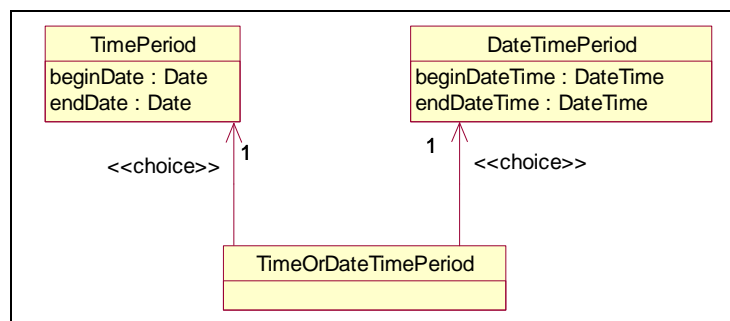 TimePeriod
beginDate : Date
endDate : Date
DateTimePeriod
beginDateTime : DateTime
endDateTime : DateTime
1
<<choice>>
1
<<choice>>
TimeOrDateTimePeriod